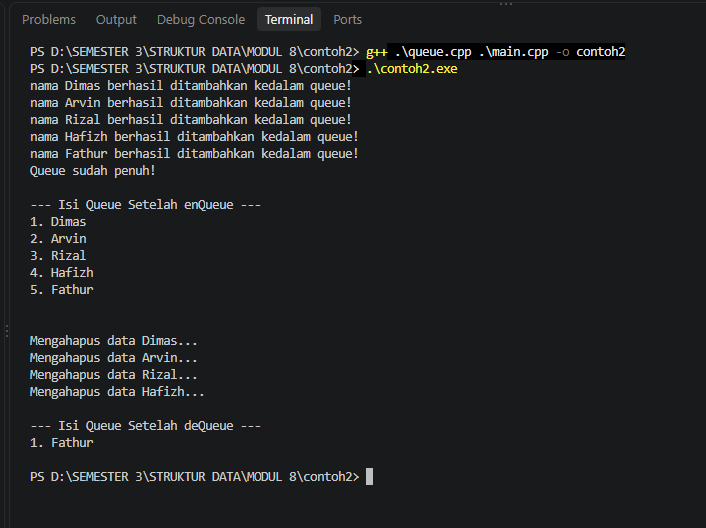 Problems Output Debug Console Terminal Ports
PS D:\SEMESTER 3\STRUKTUR DATA\MODUL 8\contoh2> g++ .\queue.cpp .\main.cpp -o contoh2
PS D:\SEMESTER 3\STRUKTUR DATA\MODUL 8\contoh2> .\contoh2.exe
nama Dimas berhasil ditambahkan kedalam queue!
nama Arvin berhasil ditambahkan kedalam queue!
nama Rizal berhasil ditambahkan kedalam queue!
nama Hafizh berhasil ditambahkan kedalam queue!
nama Fathur berhasil ditambahkan kedalam queue!
Queue sudah penuh!
--- Isi Queue Setelah enQueue ---
1. Dimas
2. Arvin
3. Rizal
4. Hafizh
5. Fathur
Mengahapus data Dimas...
Mengahapus data Arvin...
Mengahapus data Rizal...
Mengahapus data Hafizh...
--- Isi Queue Setelah deQueue ---
1. Fathur
PS D:\SEMESTER 3\STRUKTUR DATA\MODUL 8\contoh2>